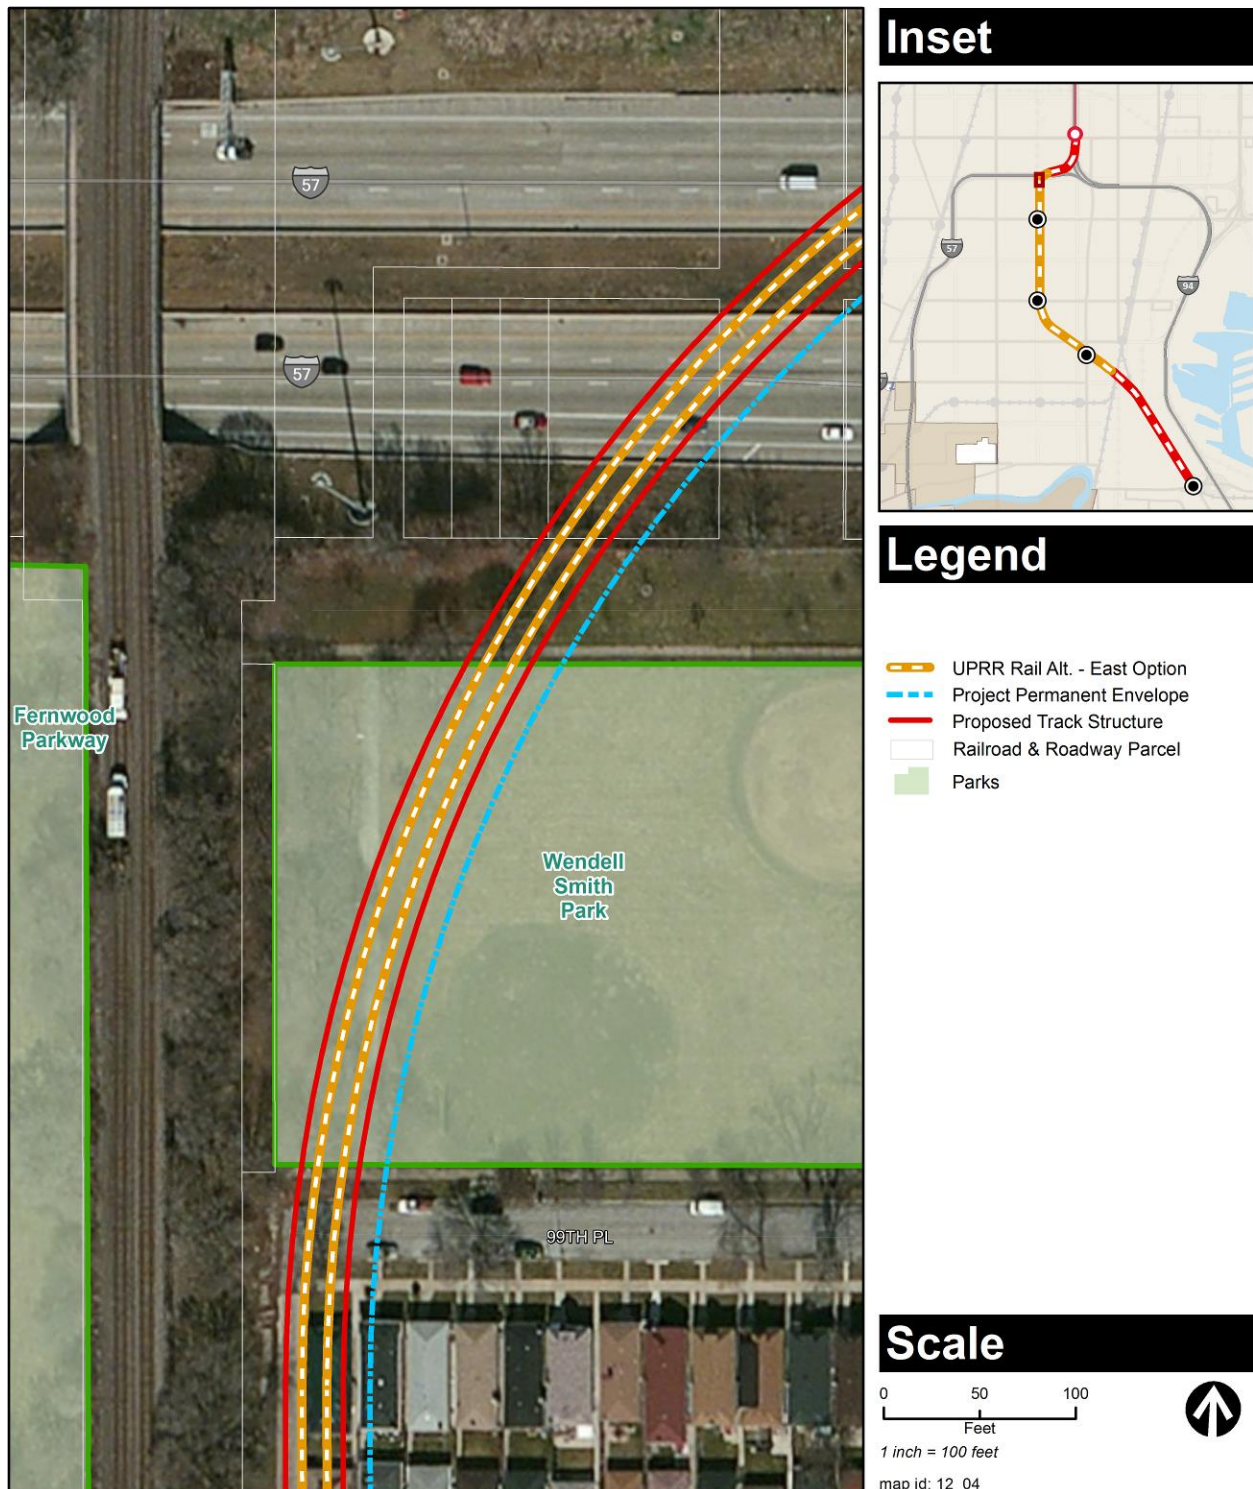 57
57
Fernwood
Parkway
Wendell
Smith
Park
99TH PL
Inset
57
94
Legend
UPRR Rail Alt. - East Option
Project Permanent Envelope
Proposed Track Structure
Railroad & Roadway Parcel
Parks
Scale
0 50 100
Feet
1 inch = 100 feet
map id: 12_04